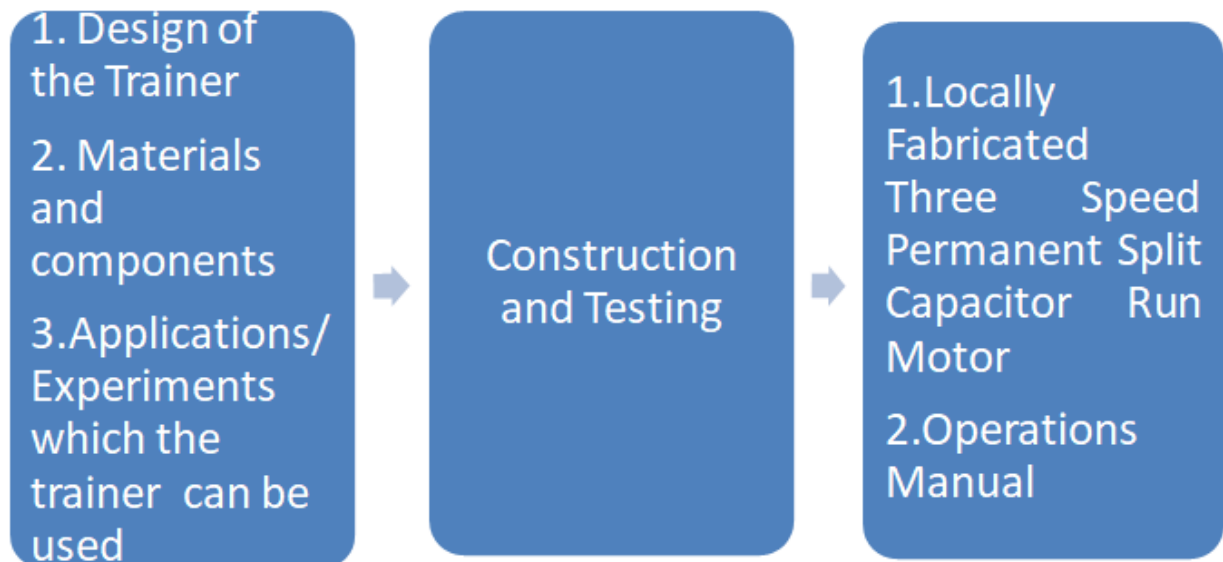 1. Design of
the Trainer
2. Materials
and
components
3.Applications/
Experiments
which the
trainer can be
used
Construction
and Testing
1.Locally
Fabricated
Three Speed
Permanent Split
Capacitor Run
Motor
2.Operations
Manual